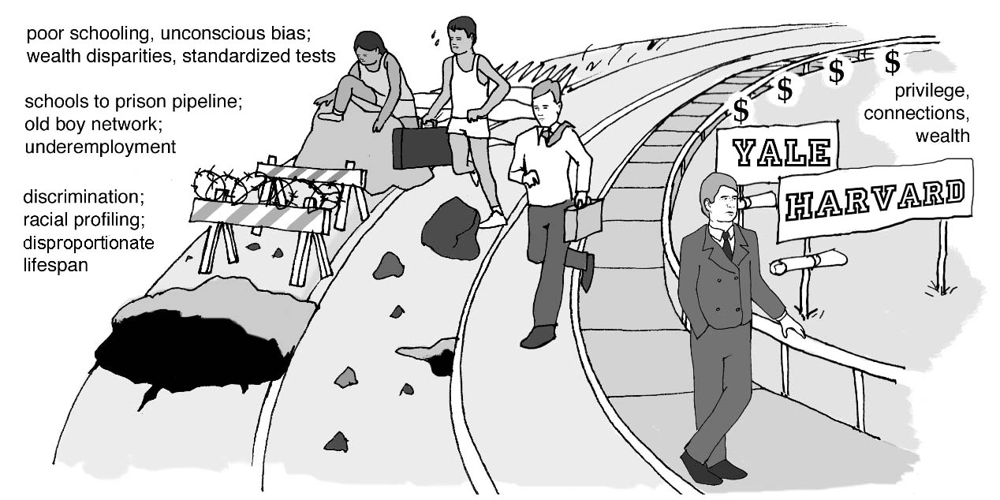 poor schooling, unconscious bias;
wealth disparities, standardized tests
schools to prison pipeline;
old boy network;
underemployment
discrimination;
racial profiling;
disproportionate
lifespan
$
$
$
$
privilege,
connections,
wealth
YALE
HARVARD